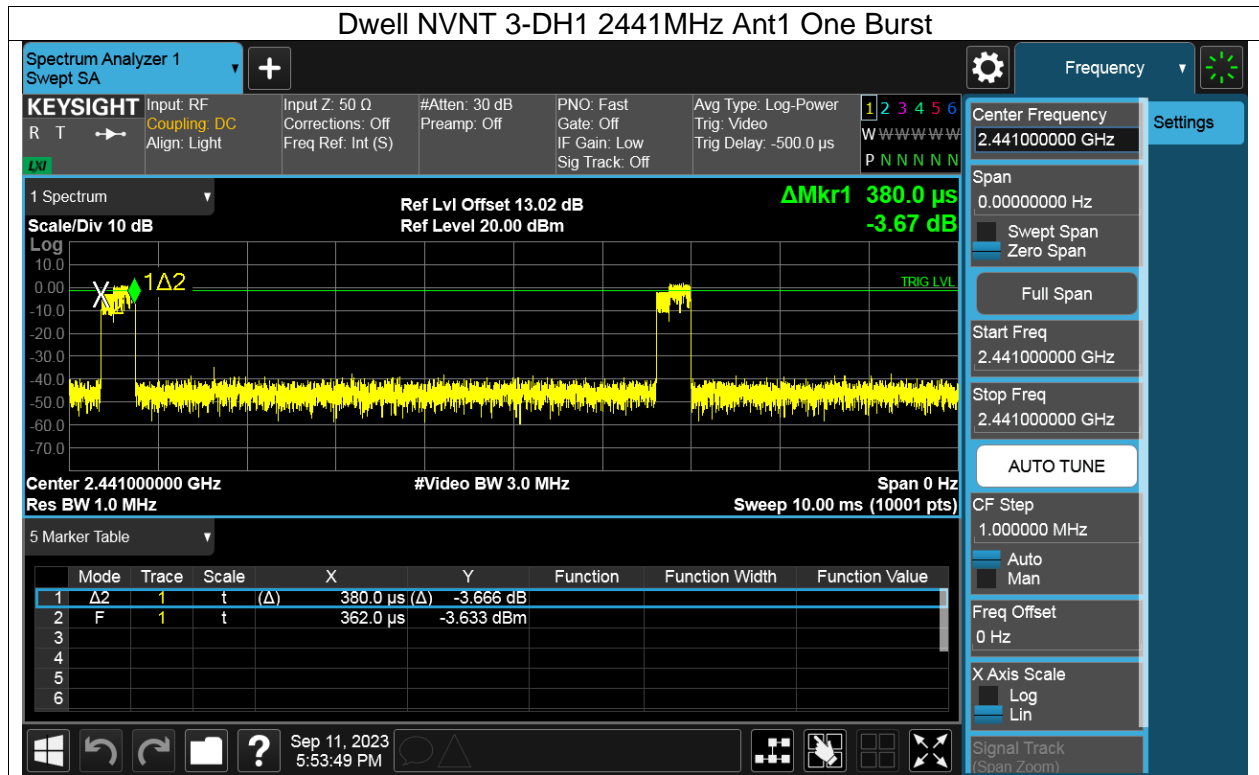 Dwell NVNT 3-DH1 2441MHz Ant1 One Burst
Spectrum Analyzer 1
Swept SA
Frequency
KEYSIGHT
R T
LXI
Input: RF
Coupling: DC
Align: Light
Input Z: 50 Ω
Corrections: Off
Freq Ref: Int (S)
#Atten: 30 dB
Preamp: Off
PNO: Fast
Gate: Off
IF Gain: Low
Sig Track: Off
Avg Type: Log-Power
Trig: Video
Trig Delay: -500.0 µs
1 2 3 4 5 6
W W W W W W
P N N N N N
1 Spectrum
Scale/Div 10 dB
Ref Lvl Offset 13.02 dB
Ref Level 20.00 dBm
ΔMkr1 380.0 µs
-3.67 dB
Log
10.0
0.00
-10.0
-20.0
-30.0
-40.0
-50.0
-60.0
-70.0
X
1Δ2
TRIG LVL
Center 2.441000000 GHz
#Video BW 3.0 MHz
Span 0 Hz
Res BW 1.0 MHz
Sweep 10.00 ms (10001 pts)
5 Marker Table
Mode Trace Scale X Y Function Function Width Function Value
1 Δ2 1 t (Δ) 380.0 µs (Δ) -3.666 dB
2 F 1 t 362.0 µs -3.633 dBm
3
4
5
6
?
Sep 11, 2023
5:53:49 PM
Settings
Center Frequency
2.441000000 GHz
Span
0.00000000 Hz
Swept Span
Zero Span
Full Span
Start Freq
2.441000000 GHz
Stop Freq
2.441000000 GHz
AUTO TUNE
CF Step
1.000000 MHz
Auto
Man
Freq Offset
0 Hz
X Axis Scale
Log
Lin
Signal Track
(Span Zoom)